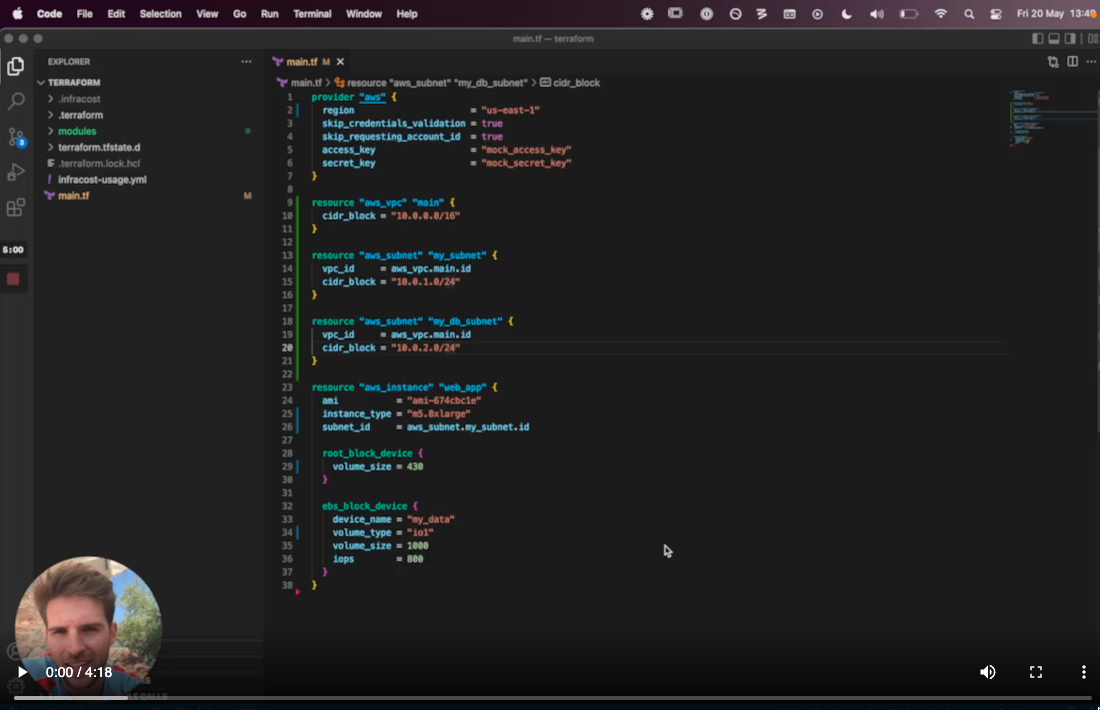 Code File Edit Selection View Go Run Terminal Window Help Fri 20 May 13:49
main.tf — terraform
EXPLORER
TERRAFORM
.infracost
.terraform
modules
terraform.tfstate.d
.terraform.lock.hcl
! infracost-usage.yml
main.tf M
3
5:00
main.tf M
main.tf > resource "aws_subnet" "my_db_subnet" > cidr_block
1 provider "aws" {
2 region = "us-east-1"
3 skip_credentials_validation = true
4 skip_requesting_account_id = true
5 access_key = "mock_access_key"
6 secret_key = "mock_secret_key"
7 }
8
9 resource "aws_vpc" "main" {
10 cidr_block = "10.0.0.0/16"
11 }
12
13 resource "aws_subnet" "my_subnet" {
14 vpc_id = aws_vpc.main.id
15 cidr_block = "10.0.1.0/24"
16 }
17
18 resource "aws_subnet" "my_db_subnet" {
19 vpc_id = aws_vpc.main.id
20 cidr_block = "10.0.2.0/24"
21 }
22
23 resource "aws_instance" "web_app" {
24 ami = "ami-674cbc1e"
25 instance_type = "m5.8xlarge"
26 subnet_id = aws_subnet.my_subnet.id
27
28 root_block_device {
29 volume_size = 430
30 }
31
32 ebs_block_device {
33 device_name = "my_data"
34 volume_type = "io1"
35 volume_size = 1000
36 iops = 800
37 }
38 }
0:00 / 4:18
CALLS